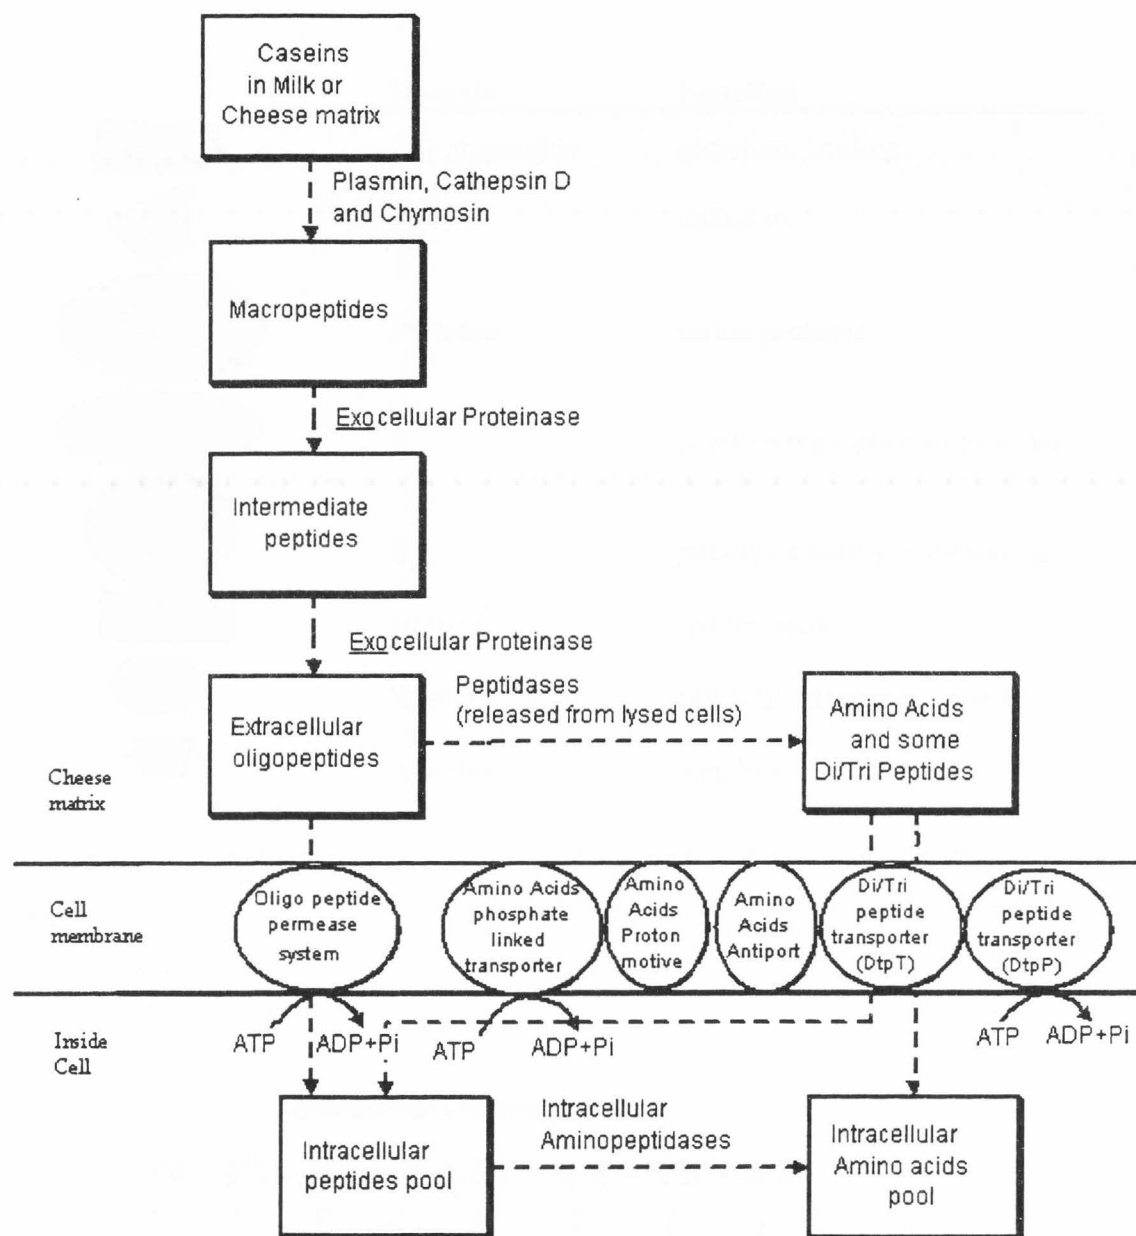 Caseins
in Milk or
Cheese matrix
Plasmin, Cathepsin D
and Chymosin
Macropeptides
Exocellular Proteinase
Intermediate
peptides
Exocellular Proteinase
Extracellular
oligopeptides
Peptidases
(released from lysed cells)
Amino Acids
and some
Di/Tri Peptides
Cheese
matrix
Cell
membrane
Oligo peptide
permease
system
Amino Acids
phosphate
linked
transporter
Amino
Acids
Proton
motive
Amino
Acids
Antiport
Di/Tri
peptide
transporter
(DtpT)
Di/Tri
peptide
transporter
(DtpP)
Inside
Cell
ATP
ADP+Pi
ATP
ADP+Pi
ATP
ADP+Pi
Intracellular
peptides pool
Intracellular
Aminopeptidases
Intracellular
Amino acids
pool